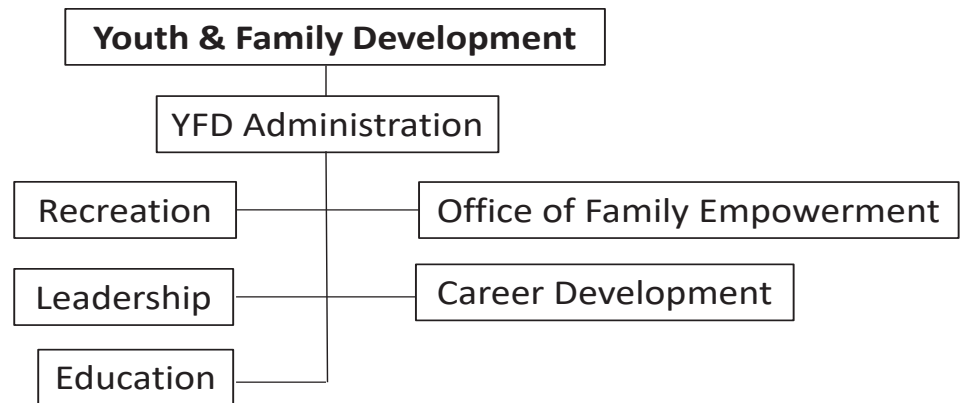 Youth & Family Development
YFD Administration
Recreation
Office of Family Empowerment
Leadership
Career Development
Education